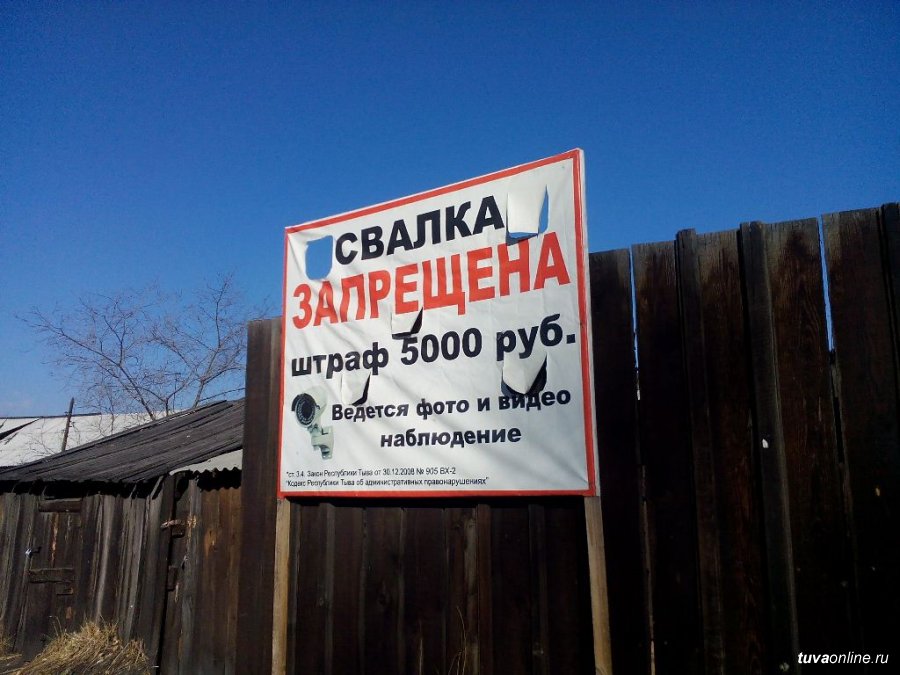 СВАЛКА
ЗАПРЕЩЕНА
штраф 5000 руб.
Ведется фото и видео
наблюдение
"ст. 3.4. Закон Республики Тыва от 30.12.2008 № 905 ВХ-2
"Кодекс Республики Тыва об административных правонарушениях"
tuvaonline.ru